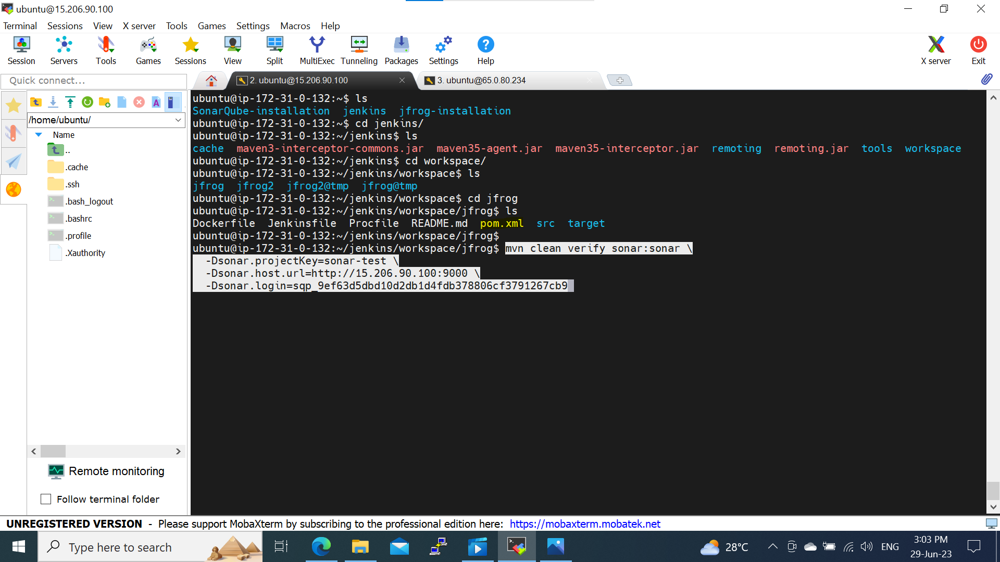 ubuntu@15.206.90.100
Terminal Sessions View X server Tools Games Settings Macros Help
Session Servers Tools Games Sessions View Split MultiExec Tunneling Packages Settings Help X server Exit
Quick connect...
2. ubuntu@15.206.90.100
3. ubuntu@65.0.80.234
/home/ubuntu/
Name
..
.cache
.ssh
.bash_logout
.bashrc
.profile
.Xauthority
Remote monitoring
Follow terminal folder
ubuntu@ip-172-31-0-132:~$ ls
SonarQube-installation jenkins jfrog-installation
ubuntu@ip-172-31-0-132:~$ cd jenkins/
ubuntu@ip-172-31-0-132:~/jenkins$ ls
cache maven3-interceptor-commons.jar maven35-agent.jar maven35-interceptor.jar remoting remoting.jar tools workspace
ubuntu@ip-172-31-0-132:~/jenkins$ cd workspace/
ubuntu@ip-172-31-0-132:~/jenkins/workspace$ ls
jfrog jfrog2 jfrog2@tmp jfrog@tmp
ubuntu@ip-172-31-0-132:~/jenkins/workspace$ cd jfrog
ubuntu@ip-172-31-0-132:~/jenkins/workspace/jfrog$ ls
Dockerfile Jenkinsfile Procfile README.md pom.xml src target
ubuntu@ip-172-31-0-132:~/jenkins/workspace/jfrog$
ubuntu@ip-172-31-0-132:~/jenkins/workspace/jfrog$ mvn clean verify sonar:sonar \
-Dsonar.projectKey=sonar-test \
-Dsonar.host.url=http://15.206.90.100:9000 \
-Dsonar.login=sqp_9ef63d5dbd10d2db1d4fdb378806cf3791267cb9
UNREGISTERED VERSION - Please support MobaXterm by subscribing to the professional edition here: https://mobaxterm.mobatek.net
Type here to search
28°C
ENG
3:03 PM
29-Jun-23